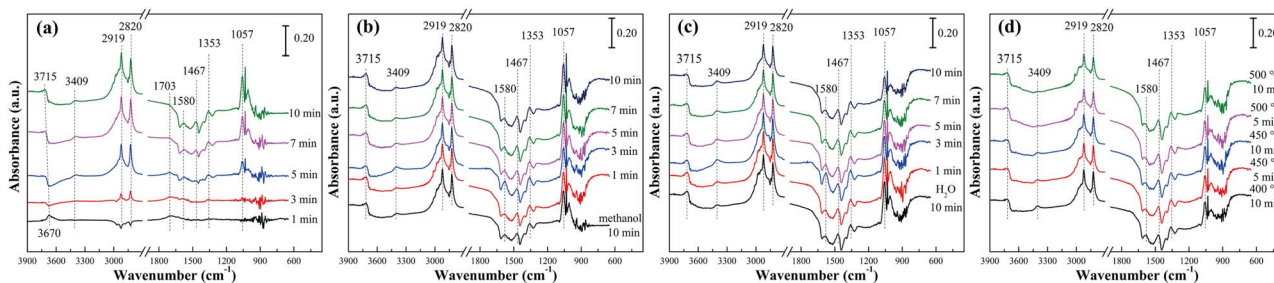 (a)
2919
2820
1057
0.20
1353
1467
3715
3409
1703
1580
10 min
7 min
5 min
3 min
1 min
3670
Absorbance (a.u.)
3900 3600 3300 3000 1800 1500 1200 900 600
Wavenumber (cm-1)
(b)
2919
2820
1353
1057
0.20
1467
3715
3409
1580
10 min
7 min
5 min
3 min
1 min
methanol
10 min
Absorbance (a.u.)
3900 3600 3300 3000 1800 1500 1200 900 600
Wavenumber (cm-1)
(c)
2919
2820
1353
1057
0.20
1467
3715
3409
1580
10 min
7 min
5 min
3 min
1 min
H2O
10 min
Absorbance (a.u.)
3900 3600 3300 3000 1800 1500 1200 900 600
Wavenumber (cm-1)
(d)
2919
2820
1353
1057
0.20
1467
3715
3409
1580
500 °
10 m
500 °
5 mi
450 °
10 m
450 °
5 mi
400 °
10 m
Absorbance (a.u.)
3900 3600 3300 3000 1800 1500 1200 900 600
Wavenumber (cm-1)